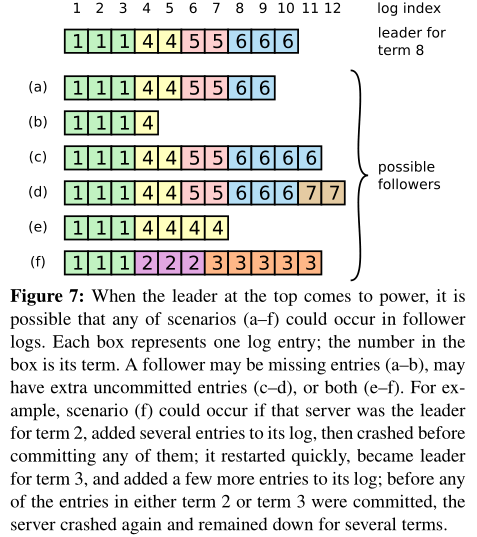 1 2 3 4 5 6 7 8 9 10 11 12 log index
1 1 1 4 4 5 5 6 6 6 leader for
term 8
(a) 1 1 1 4 4 5 5 6 6
(b) 1 1 1 4
(c) 1 1 1 4 4 5 5 6 6 6 6
(d) 1 1 1 4 4 5 5 6 6 6 7 7
(e) 1 1 1 4 4 4 4
(f) 1 1 1 2 2 2 3 3 3 3 3
possible
followers
Figure 7: When the leader at the top comes to power, it is
possible that any of scenarios (a–f) could occur in follower
logs. Each box represents one log entry; the number in the
box is its term. A follower may be missing entries (a–b), may
have extra uncommitted entries (c–d), or both (e–f). For ex-
ample, scenario (f) could occur if that server was the leader
for term 2, added several entries to its log, then crashed before
committing any of them; it restarted quickly, became leader
for term 3, and added a few more entries to its log; before any
of the entries in either term 2 or term 3 were committed, the
server crashed again and remained down for several terms.